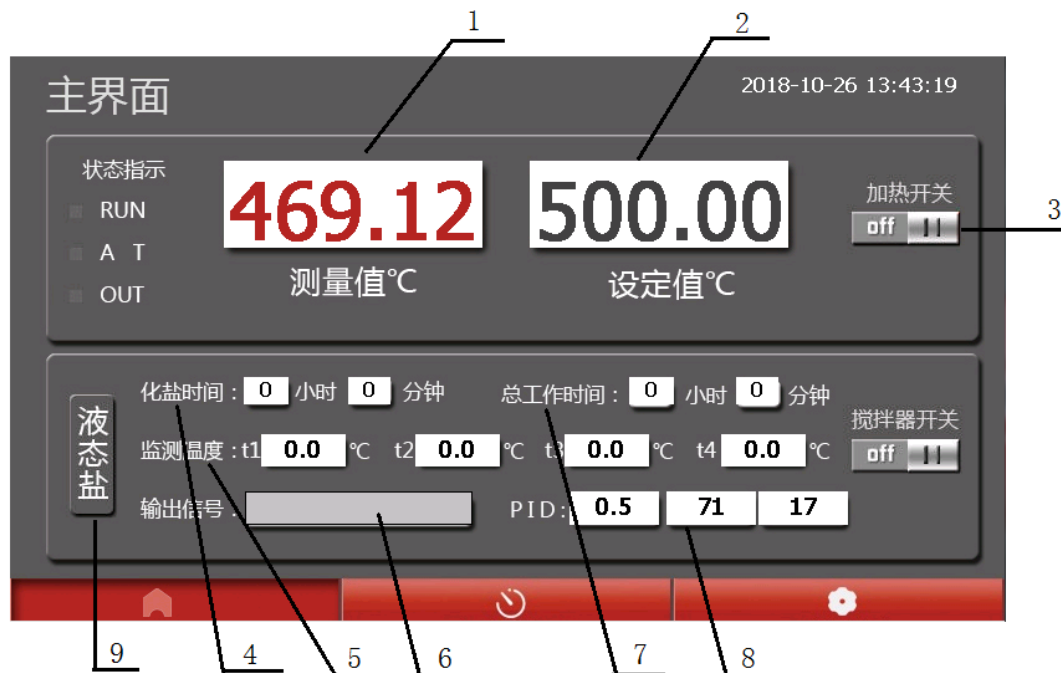 1 2
主界面 2018-10-26 13:43:19
状态指示
RUN
A T
OUT
469.12
测量值℃
500.00
设定值℃
加热开关
off
3
液态盐
化盐时间：0 小时 0 分钟 总工作时间：0 小时 0 分钟
监测温度：t1 0.0 ℃ t2 0.0 ℃ t3 0.0 ℃ t4 0.0 ℃
输出信号： PID: 0.5 71 17
搅拌器开关
off
9 4 5 6 7 8